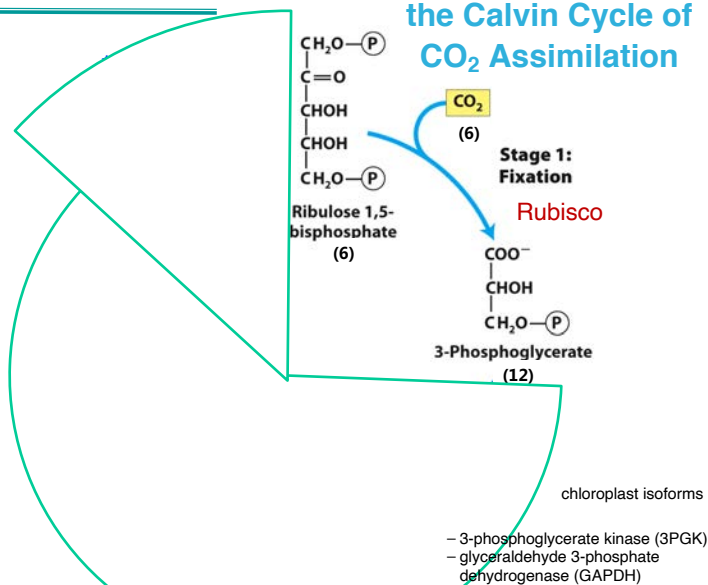 the Calvin Cycle of
CO₂ Assimilation
CH₂O—P
C=O
CHOH
CHOH
CH₂O—P
Ribulose 1,5-
bisphosphate
(6)
CO₂
(6)
Stage 1:
Fixation
Rubisco
COO⁻
CHOH
CH₂O—P
3-Phosphoglycerate
(12)
chloroplast isoforms
– 3-phosphoglycerate kinase (3PGK)
– glyceraldehyde 3-phosphate
dehydrogenase (GAPDH)